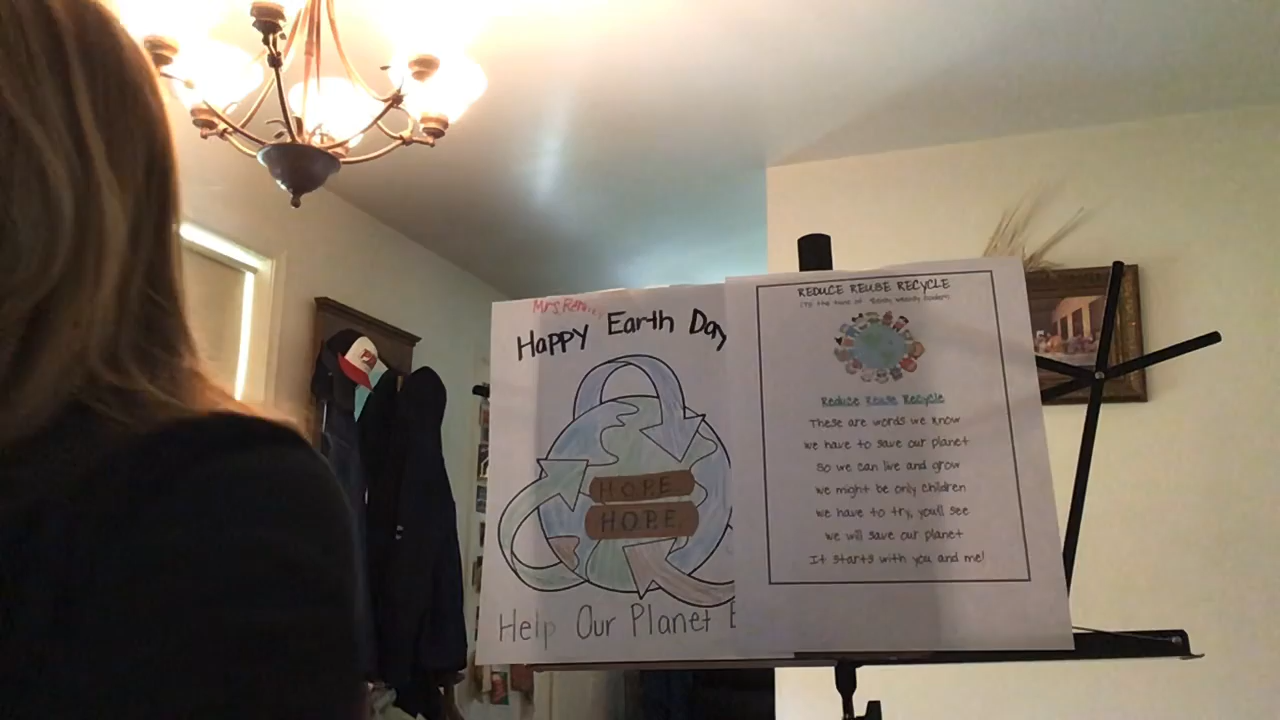 Happy Earth Day
HOPE
HOPE
Help Our Planet
REDUCE REUSE RECYCLE
Reduce Reuse Recycle
These are words we know
We have to save our planet
So we can live and grow
We might be only children
We have to try, you'll see
We will save our planet
It starts with you and me!